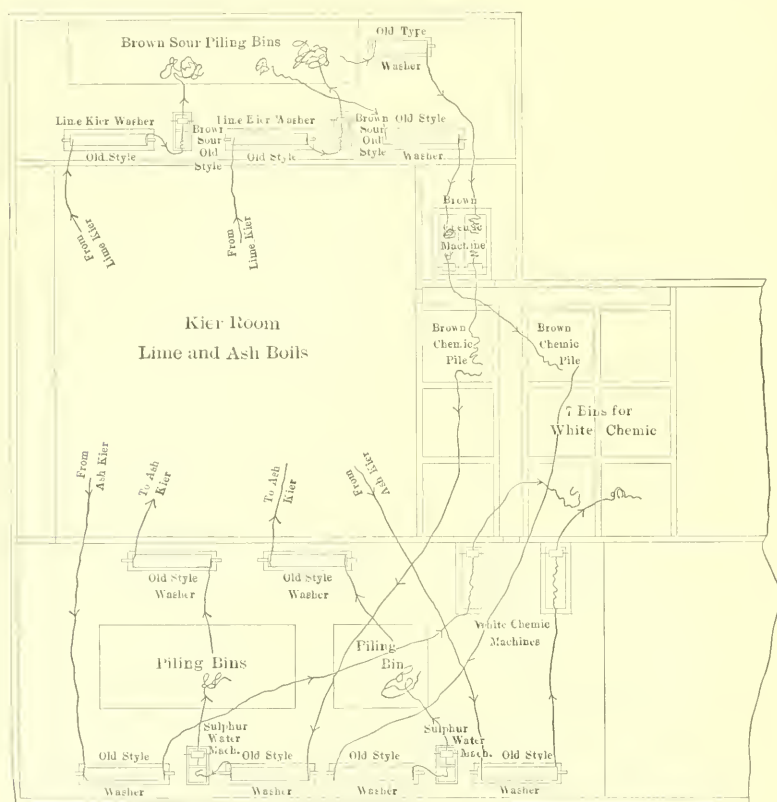 Old Type
Brown Sour Piling Bins
Washer
Lime Kier Washer
Lime Kier Washer
Old Style
Brown
Sour
Old
Style
Brown
Sour
Old
Style
Old Style
Old Style
Washer
From
Lime Kier
From
Lime Kier
Brown
Chemic
Machine
Kier Room
Lime and Ash Boils
Brown
Chemic
Pile
Brown
Chemic
Pile
7 Bins for
White Chemic
From
Ash Kier
To Ash
Kier
To Ash
Kier
From
Ash Kier
Old Style
Washer
Old Style
Washer
White Chemic
Machines
Piling Bins
Piling
Bin
Sulphur
Water
Mach.
Sulphur
Water
Mach.
Old Style
Washer
Old Style
Washer
Old Style
Washer
Old Style
Washer